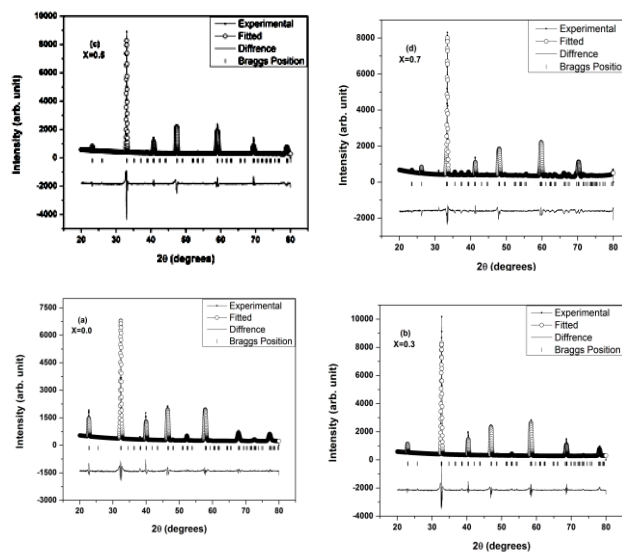 (c)
X=0.5
Experimental
Fitted
Diffrence
Braggs Position
Intensity (arb. unit)
10000
8000
6000
4000
2000
0
-2000
-4000
20 30 40 50 60 70 80
2θ (degrees)
(d)
X=0.7
Experimental
Fitted
Diffrence
Braggs Position
Intensity (arb. unit)
8000
6000
4000
2000
0
-2000
20 30 40 50 60 70 80
2θ (degrees)
(a)
X=0.0
Experimental
Fitted
Diffrence
Braggs Position
Intensity (arb. unit)
7500
6000
4500
3000
1500
0
-1500
-3000
20 30 40 50 60 70 80
2θ (degrees)
(b)
X=0.3
Experimental
Fitted
Diffrence
Braggs Position
Intensity (arb. unit)
10000
8000
6000
4000
2000
0
-2000
-4000
20 30 40 50 60 70 80
2θ (degrees)